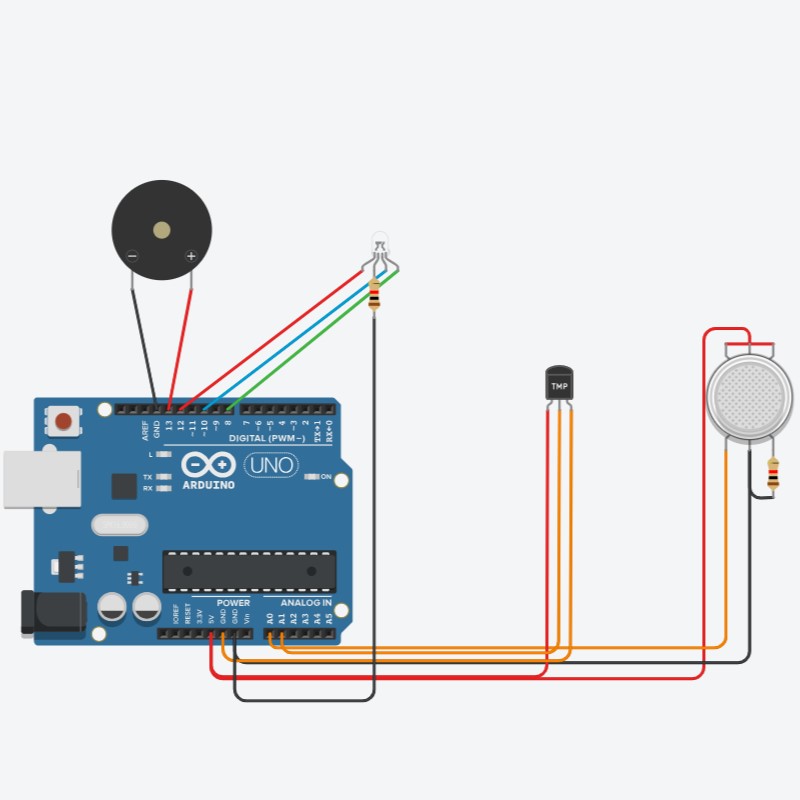 − +
TMP
AREF
GND
13
12
~11
~10
~9
8
7
~6
~5
4
~3
2
TX→1
RX←0
DIGITAL (PWM~)
L
TX
RX
ARDUINO
UNO
ON
POWER
ANALOG IN
IOREF
RESET
3.3V
5V
GND
GND
Vin
A0
A1
A2
A3
A4
A5